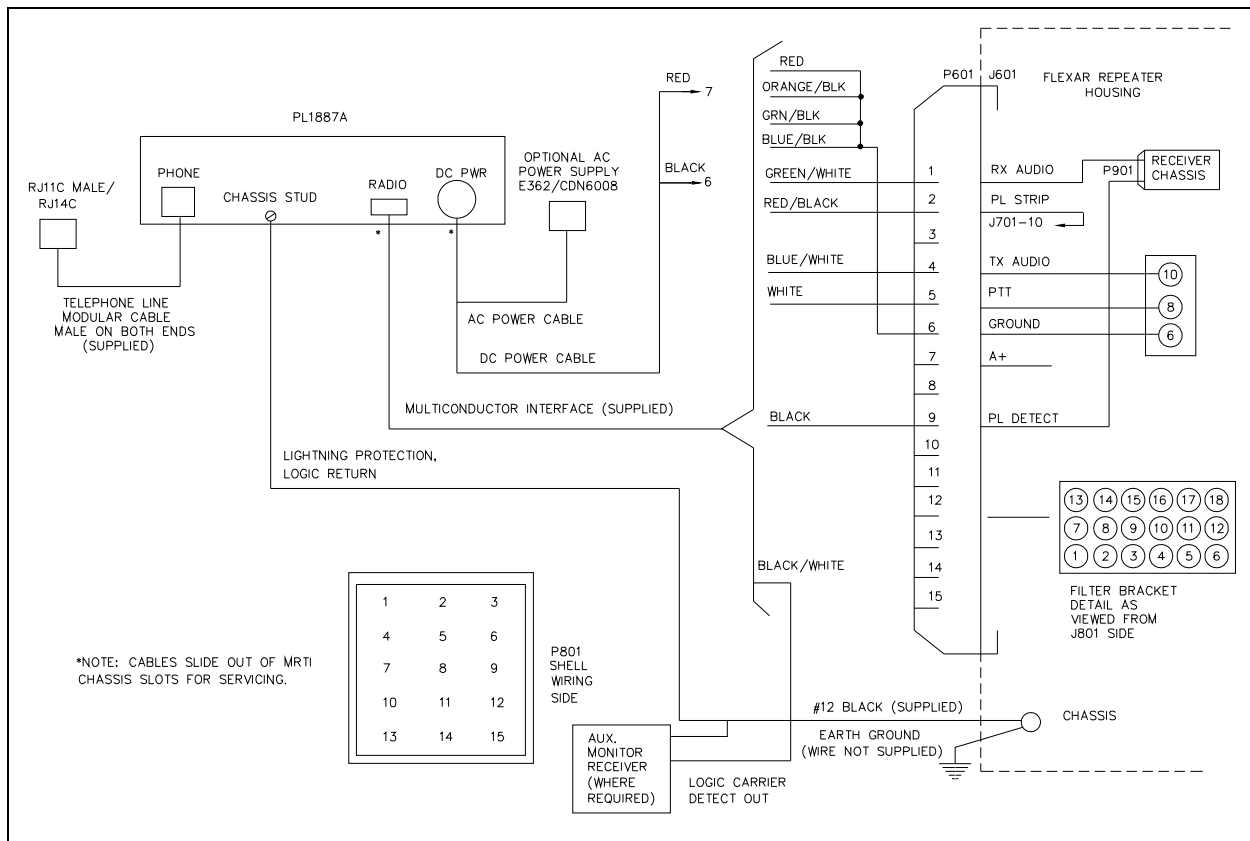 PL1887A
PHONE
CHASSIS STUD
RADIO
DC PWR
*
*
RJ11C MALE/
RJ14C
TELEPHONE LINE
MODULAR CABLE
MALE ON BOTH ENDS
(SUPPLIED)
OPTIONAL AC
POWER SUPPLY
E362/CDN6008
RED
7
BLACK
6
AC POWER CABLE
DC POWER CABLE
MULTICONDUCTOR INTERFACE (SUPPLIED)
LIGHTNING PROTECTION,
LOGIC RETURN
RED
ORANGE/BLK
GRN/BLK
BLUE/BLK
GREEN/WHITE
RED/BLACK
BLUE/WHITE
WHITE
BLACK
BLACK/WHITE
P601
J601
FLEXAR REPEATER
HOUSING
1
2
3
4
5
6
7
8
9
10
11
12
13
14
15
RX AUDIO
PL STRIP
J701-10
TX AUDIO
PTT
GROUND
A+
PL DETECT
P901
RECEIVER
CHASSIS
10
8
6
13 14 15 16 17 18
7 8 9 10 11 12
1 2 3 4 5 6
FILTER BRACKET
DETAIL AS
VIEWED FROM
J801 SIDE
*NOTE: CABLES SLIDE OUT OF MRTI
CHASSIS SLOTS FOR SERVICING.
1 2 3
4 5 6
7 8 9
10 11 12
13 14 15
P801
SHELL
WIRING
SIDE
AUX.
MONITOR
RECEIVER
(WHERE
REQUIRED)
LOGIC CARRIER
DETECT OUT
#12 BLACK (SUPPLIED)
EARTH GROUND
(WIRE NOT SUPPLIED)
CHASSIS